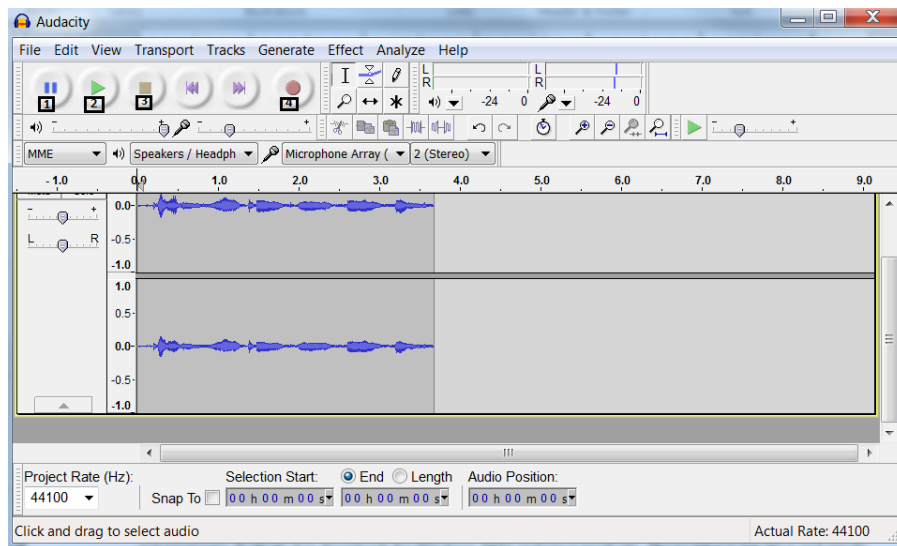 Audacity
File Edit View Transport Tracks Generate Effect Analyze Help
1 2 3 4
L
R
-24 0
L
R
-24 0
- +
- +
- +
MME Speakers / Headph Microphone Array ( 2 (Stereo)
- 1.0 0.0 1.0 2.0 3.0 4.0 5.0 6.0 7.0 8.0 9.0
- + 0.0
L R -0.5
-1.0
1.0
0.5
0.0
-0.5
-1.0
Project Rate (Hz): Selection Start: End Length Audio Position:
44100 Snap To 00 h 00 m 00 s 00 h 00 m 00 s 00 h 00 m 00 s
Click and drag to select audio Actual Rate: 44100